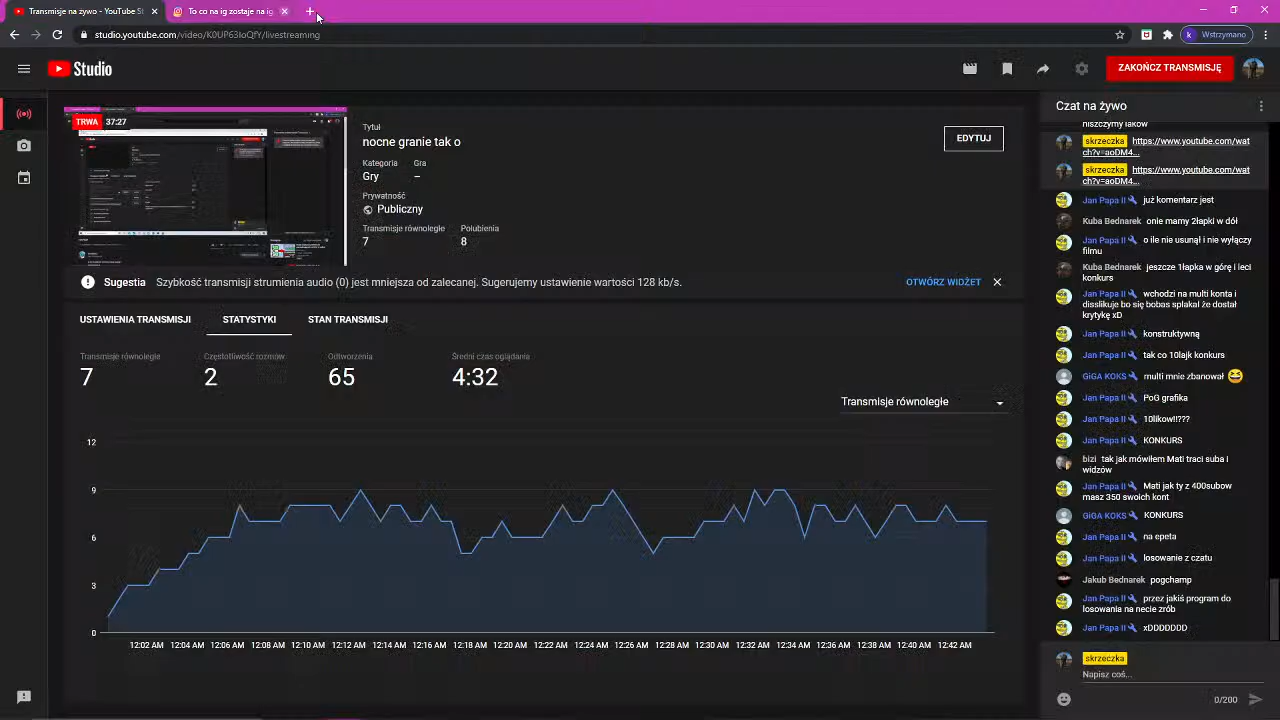 Transmisje na żywo - YouTube St
To co na ig zostaje na ig
studio.youtube.com/video/K0UP63IoQfY/livestreaming
k Wstrzymano
Studio
ZAKOŃCZ TRANSMISJĘ
TRWA 37:27
Tytuł
nocne granie tak o
Kategoria Gra
Gry –
Prywatność
Publiczny
Transmisje równoległe Polubienia
7 8
EDYTUJ
Sugestia Szybkość transmisji strumienia audio (0) jest mniejsza od zalecanej. Sugerujemy ustawienie wartości 128 kb/s.
OTWÓRZ WIDŻET
USTAWIENIA TRANSMISJI STATYSTYKI STAN TRANSMISJI
Transmisje równoległe Częstotliwość rozmów Odtworzenia Średni czas oglądania
7 2 65 4:32
Transmisje równoległe
12
9
6
3
0
12:02 AM 12:04 AM 12:06 AM 12:08 AM 12:10 AM 12:12 AM 12:14 AM 12:16 AM 12:18 AM 12:20 AM 12:22 AM 12:24 AM 12:26 AM 12:28 AM 12:30 AM 12:32 AM 12:34 AM 12:36 AM 12:38 AM 12:40 AM 12:42 AM
Czat na żywo
niszczymy lakow
skrzeczka https://www.youtube.com/wat
ch?v=aoDM4...
skrzeczka https://www.youtube.com/wat
ch?v=aoDM4...
Jan Papa II już komentarz jest
Kuba Bednarek onie mamy 2łapki w dół
Jan Papa II o ile nie usunął i nie wyłączy
filmu
Kuba Bednarek jeszcze 1łapka w górę i leci
konkurs
Jan Papa II wchodzi na multi konta i
disslikuje bo się bobas splakał że dostał
krytykę xD
Jan Papa II konstruktywną
Jan Papa II tak co 10lajk konkurs
GiGA KOKS multi mnie zbanował
Jan Papa II PoG grafika
Jan Papa II 10likow!!???
Jan Papa II KONKURS
bizi tak jak mówiłem Mati traci suba i
widzów
Jan Papa II Mati jak ty z 400subow
masz 350 swoich kont
GiGA KOKS KONKURS
Jan Papa II na epeta
Jan Papa II losowanie z czatu
Jakub Bednarek pogchamp
Jan Papa II przez jakiś program do
losowania na necie zrób
Jan Papa II xDDDDDDD
skrzeczka
Napisz coś...
0/200